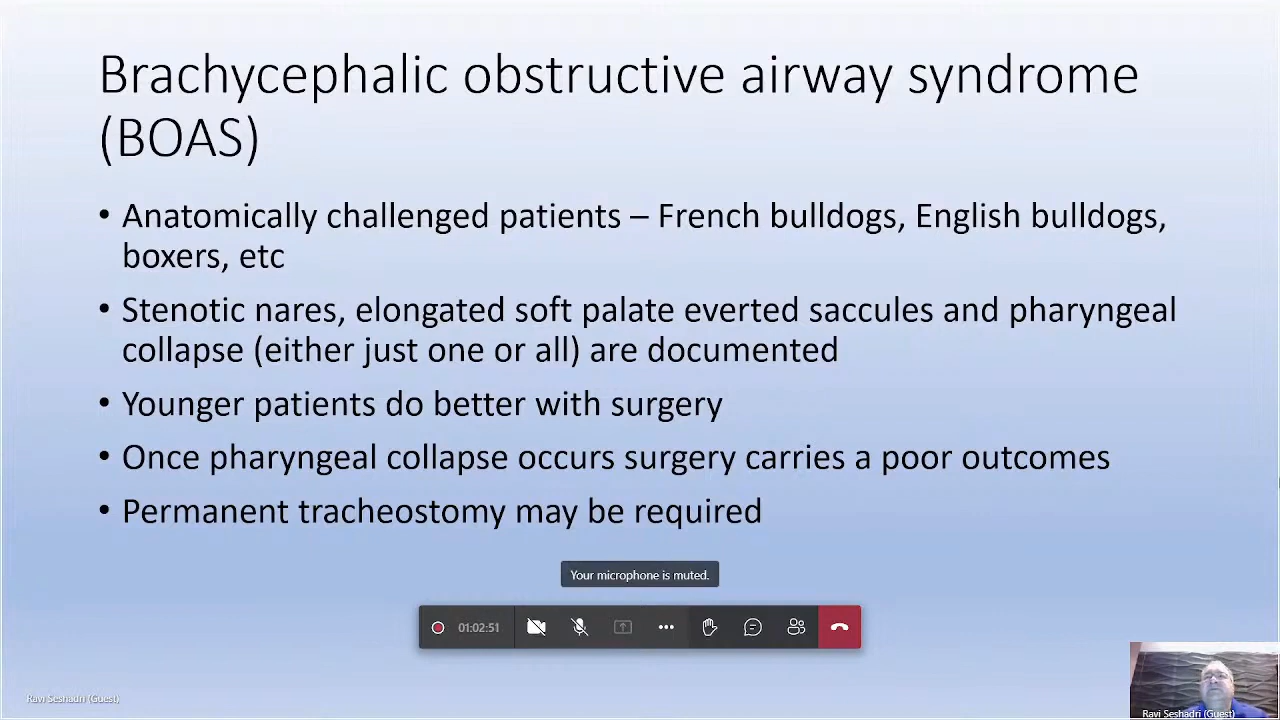 Brachycephalic obstructive airway syndrome
(BOAS)
• Anatomically challenged patients – French bulldogs, English bulldogs,
boxers, etc
• Stenotic nares, elongated soft palate everted saccules and pharyngeal
collapse (either just one or all) are documented
• Younger patients do better with surgery
• Once pharyngeal collapse occurs surgery carries a poor outcomes
• Permanent tracheostomy may be required
Your microphone is muted.
01:02:51
Ravi Seshadri (Guest)
Ravi Seshadri (Guest)